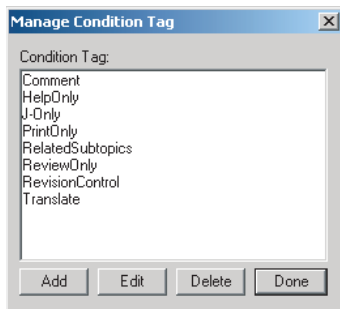 Manage Condition Tag
Condition Tag:
Comment
HelpOnly
J-Only
PrintOnly
RelatedSubtopics
ReviewOnly
RevisionControl
Translate
Add Edit Delete Done